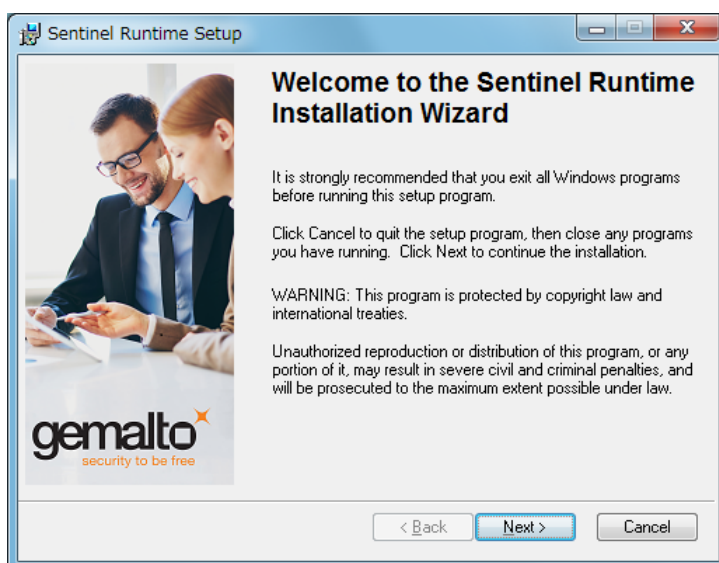 Sentinel Runtime Setup
Welcome to the Sentinel Runtime
Installation Wizard
It is strongly recommended that you exit all Windows programs
before running this setup program.
Click Cancel to quit the setup program, then close any programs
you have running. Click Next to continue the installation.
WARNING: This program is protected by copyright law and
international treaties.
Unauthorized reproduction or distribution of this program, or any
portion of it, may result in severe civil and criminal penalties, and
will be prosecuted to the maximum extent possible under law.
gemalto
security to be free
< Back
Next >
Cancel